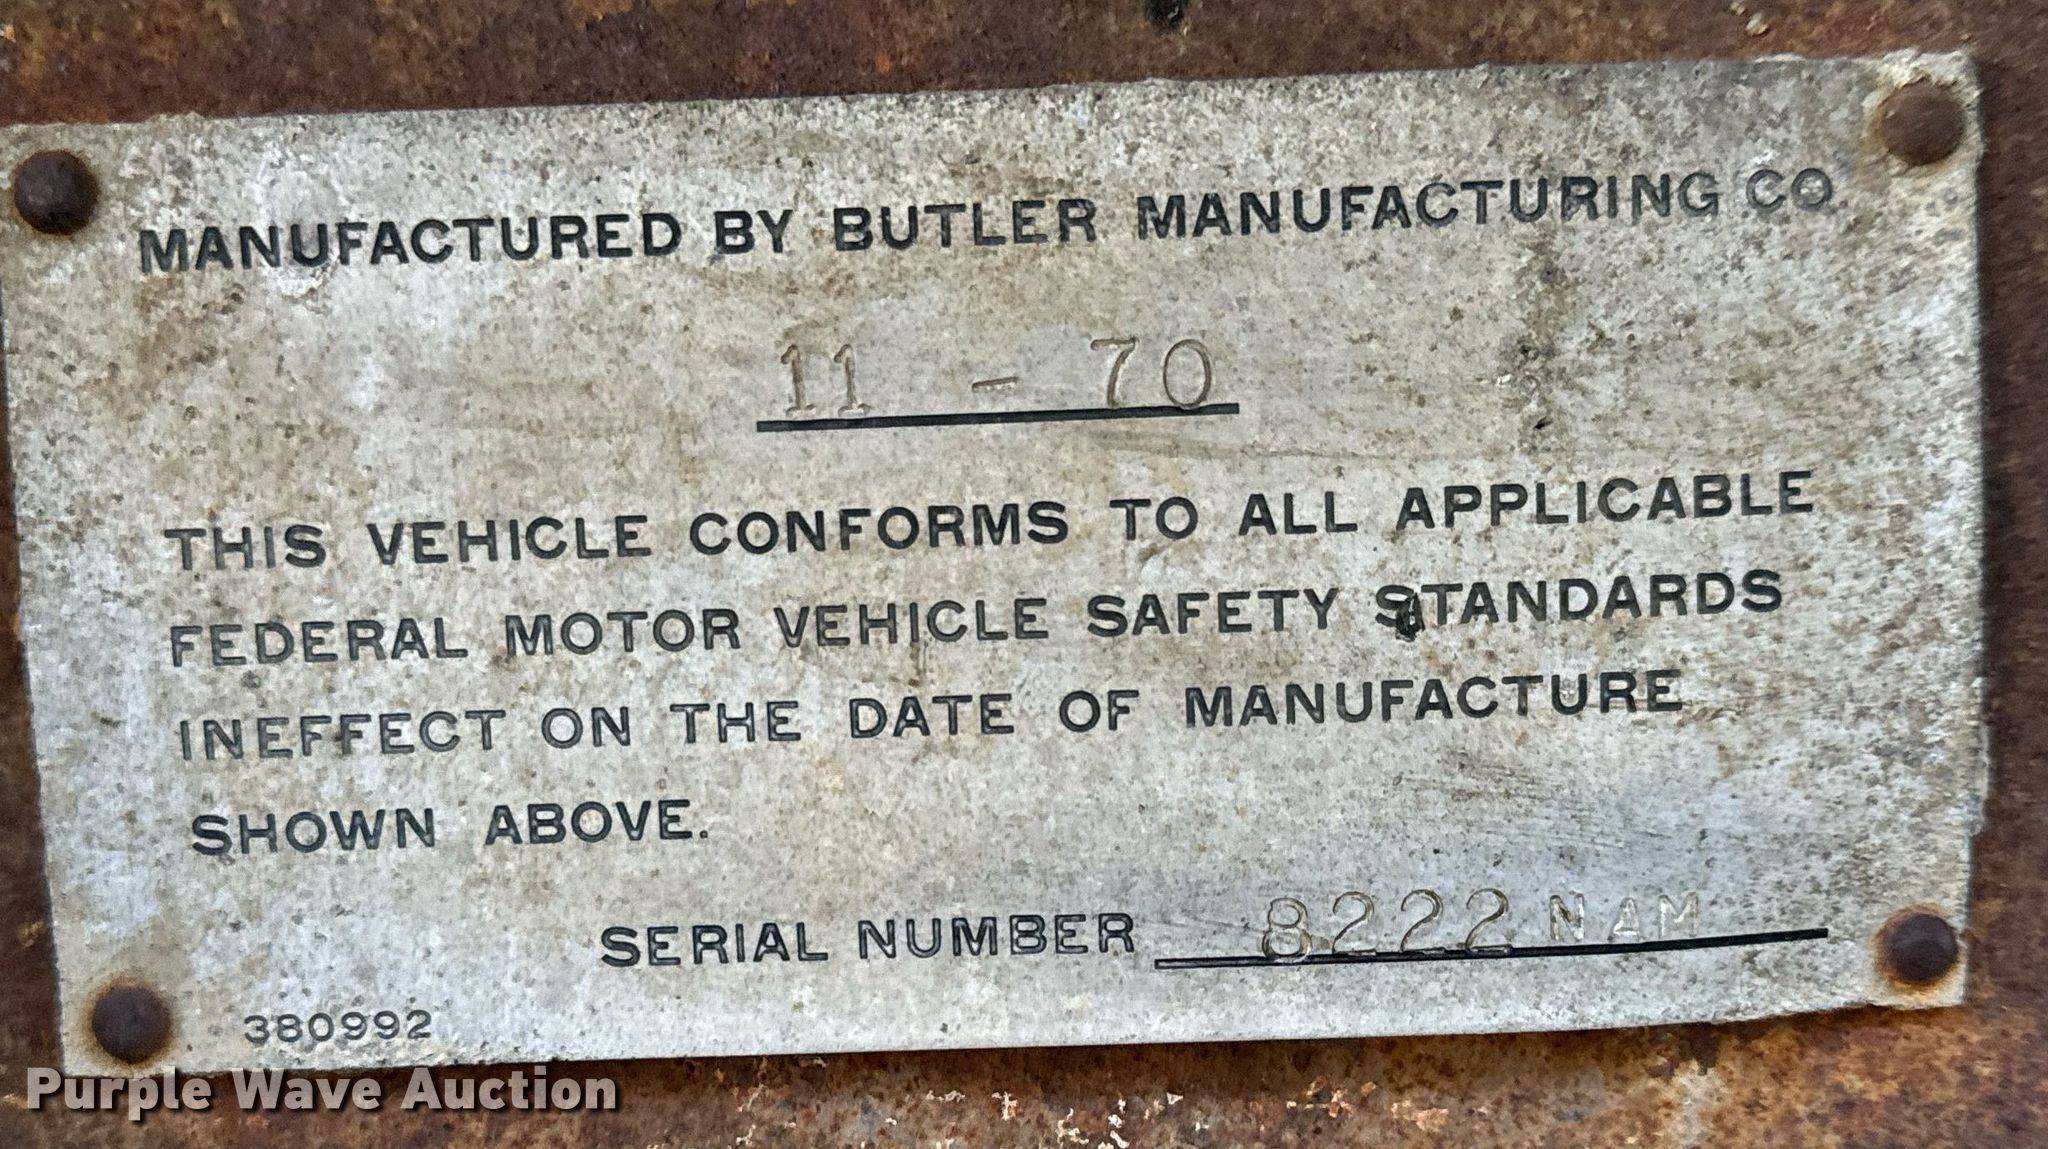 MANUFACTURED BY BUTLER MANUFACTURING CO.
11 - 70
THIS VEHICLE CONFORMS TO ALL APPLICABLE
FEDERAL MOTOR VEHICLE SAFETY STANDARDS
INEFFECT ON THE DATE OF MANUFACTURE
SHOWN ABOVE.
SERIAL NUMBER 8222 NAM
380992
Purple Wave Auction